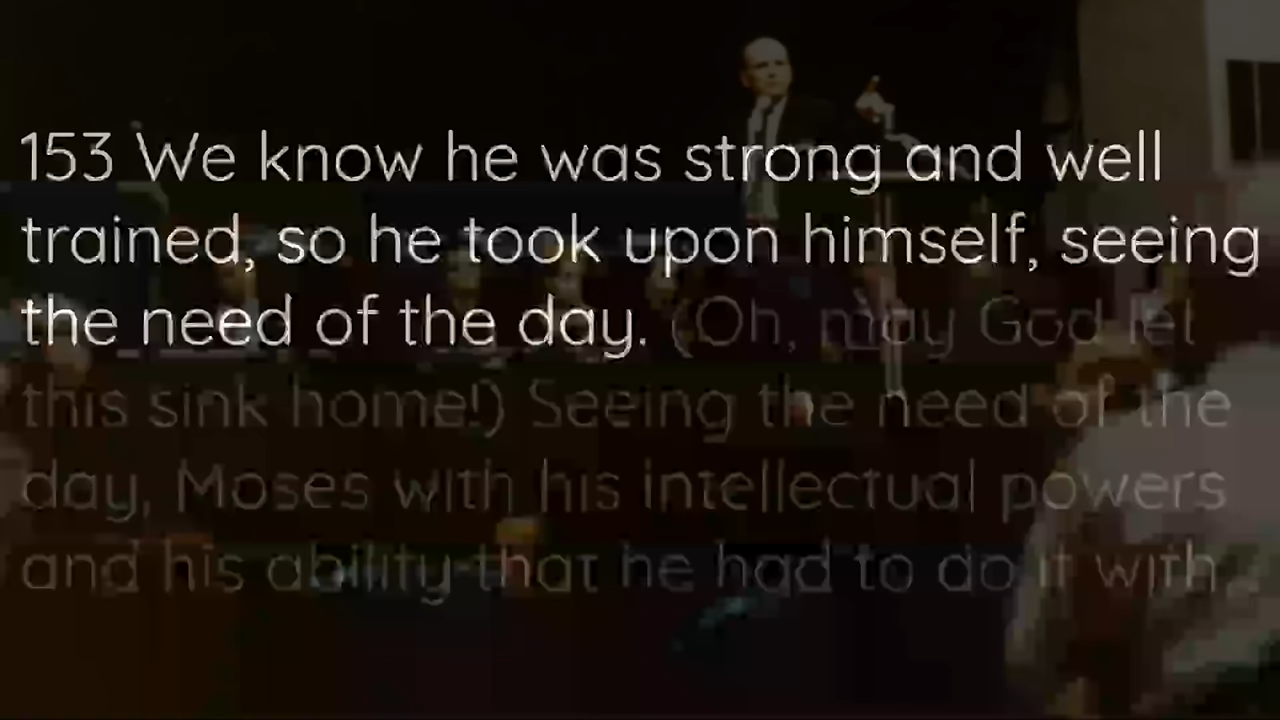 153 We know he was strong and well
trained, so he took upon himself, seeing
the need of the day. (Oh, may God let
this sink home!) Seeing the need of the
day, Moses with his intellectual powers
and his ability that he had to do it with